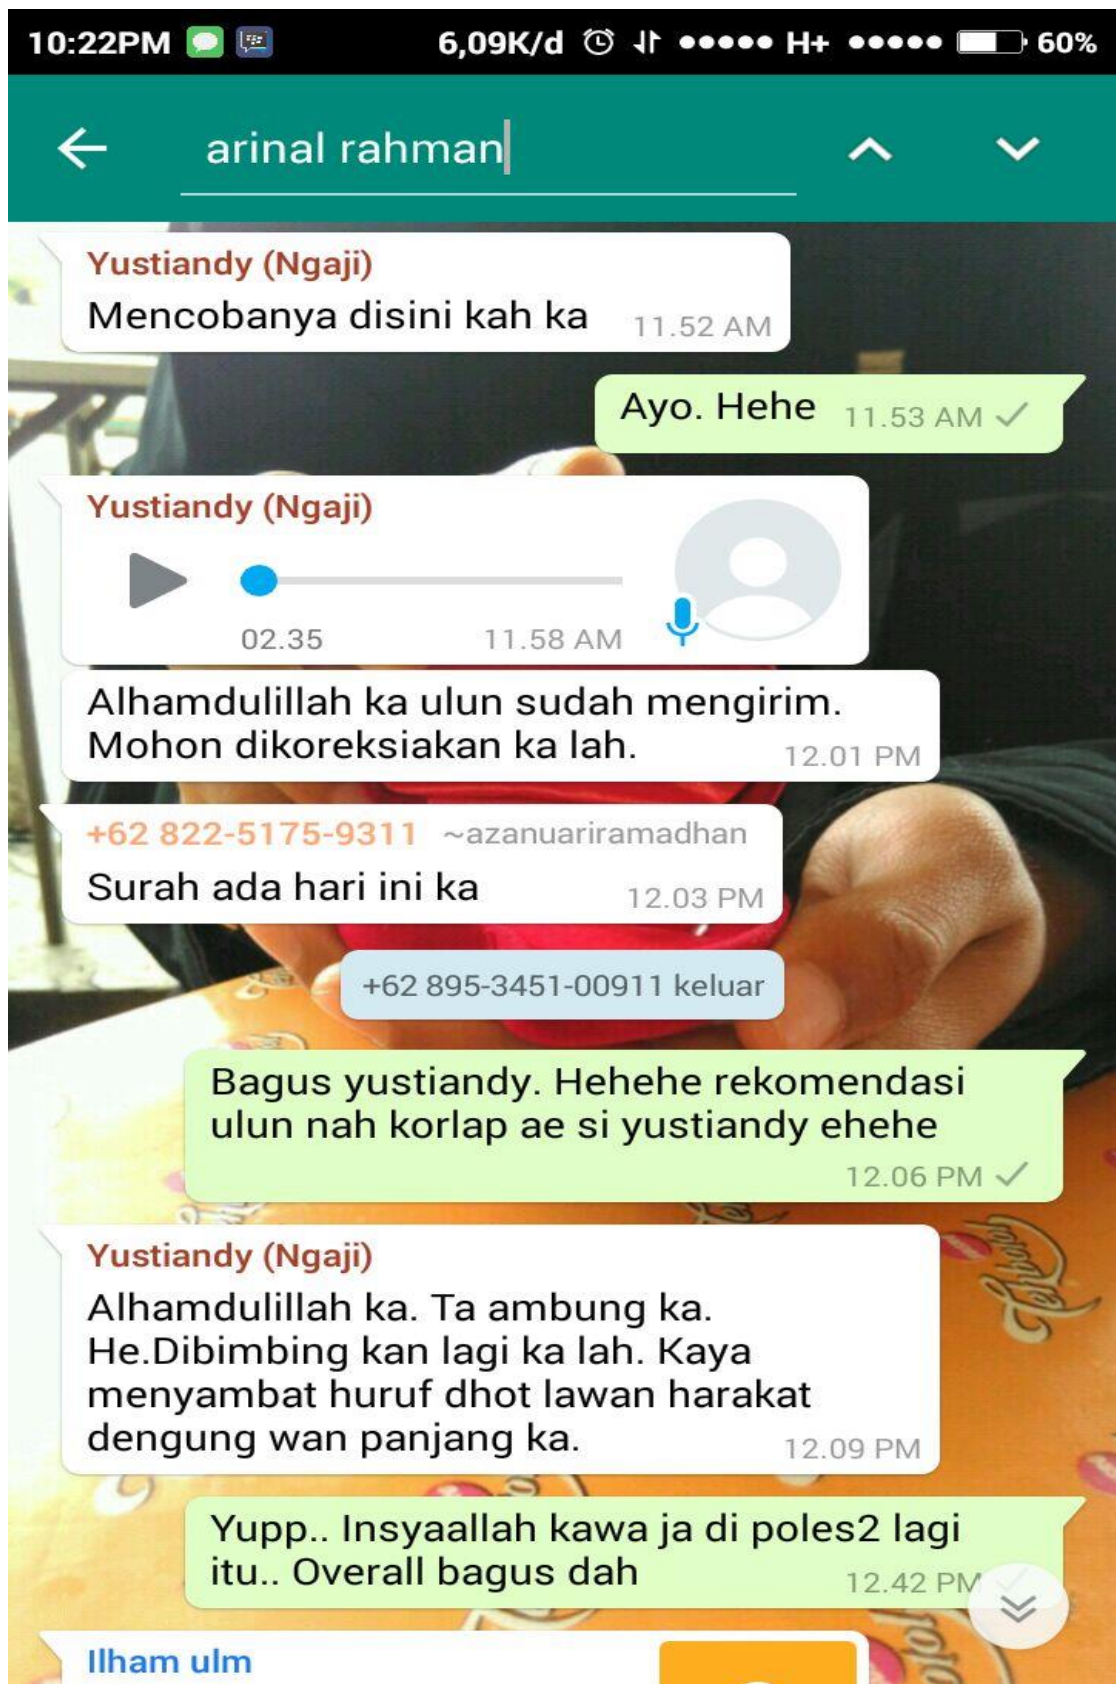 10:22PM 6,09K/d H+ 60%
arinal rahman
Yustiandy (Ngaji)
Mencobanya disini kah ka 11.52 AM
Ayo. Hehe 11.53 AM
Yustiandy (Ngaji)
02.35 11.58 AM
Alhamdulillah ka ulun sudah mengirim.
Mohon dikoreksiakan ka lah. 12.01 PM
+62 822-5175-9311 ~azanuariramadhan
Surah ada hari ini ka 12.03 PM
+62 895-3451-00911 keluar
Bagus yustiandy. Hehehe rekomendasi
ulun nah korlap ae si yustiandy ehehe
12.06 PM
Yustiandy (Ngaji)
Alhamdulillah ka. Ta ambung ka.
He.Dibimbing kan lagi ka lah. Kaya
menyambat huruf dhot lawan harakat
dengung wan panjang ka. 12.09 PM
Yupp.. Insyaallah kawa ja di poles2 lagi
itu.. Overall bagus dah 12.42 PM
Ilham ulm